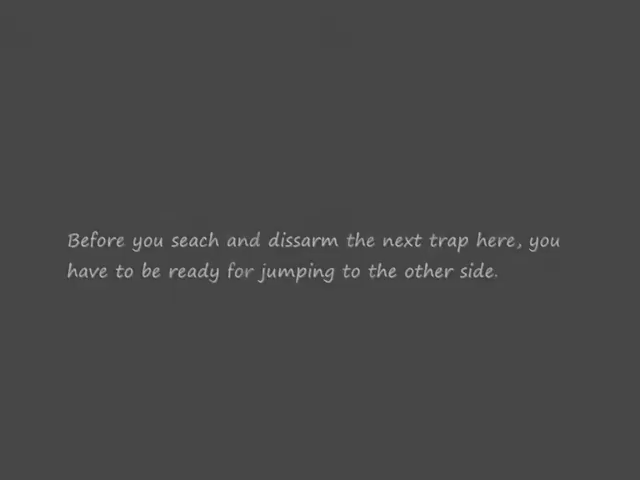 Before you seach and dissarm the next trap here, you
have to be ready for jumping to the other side.